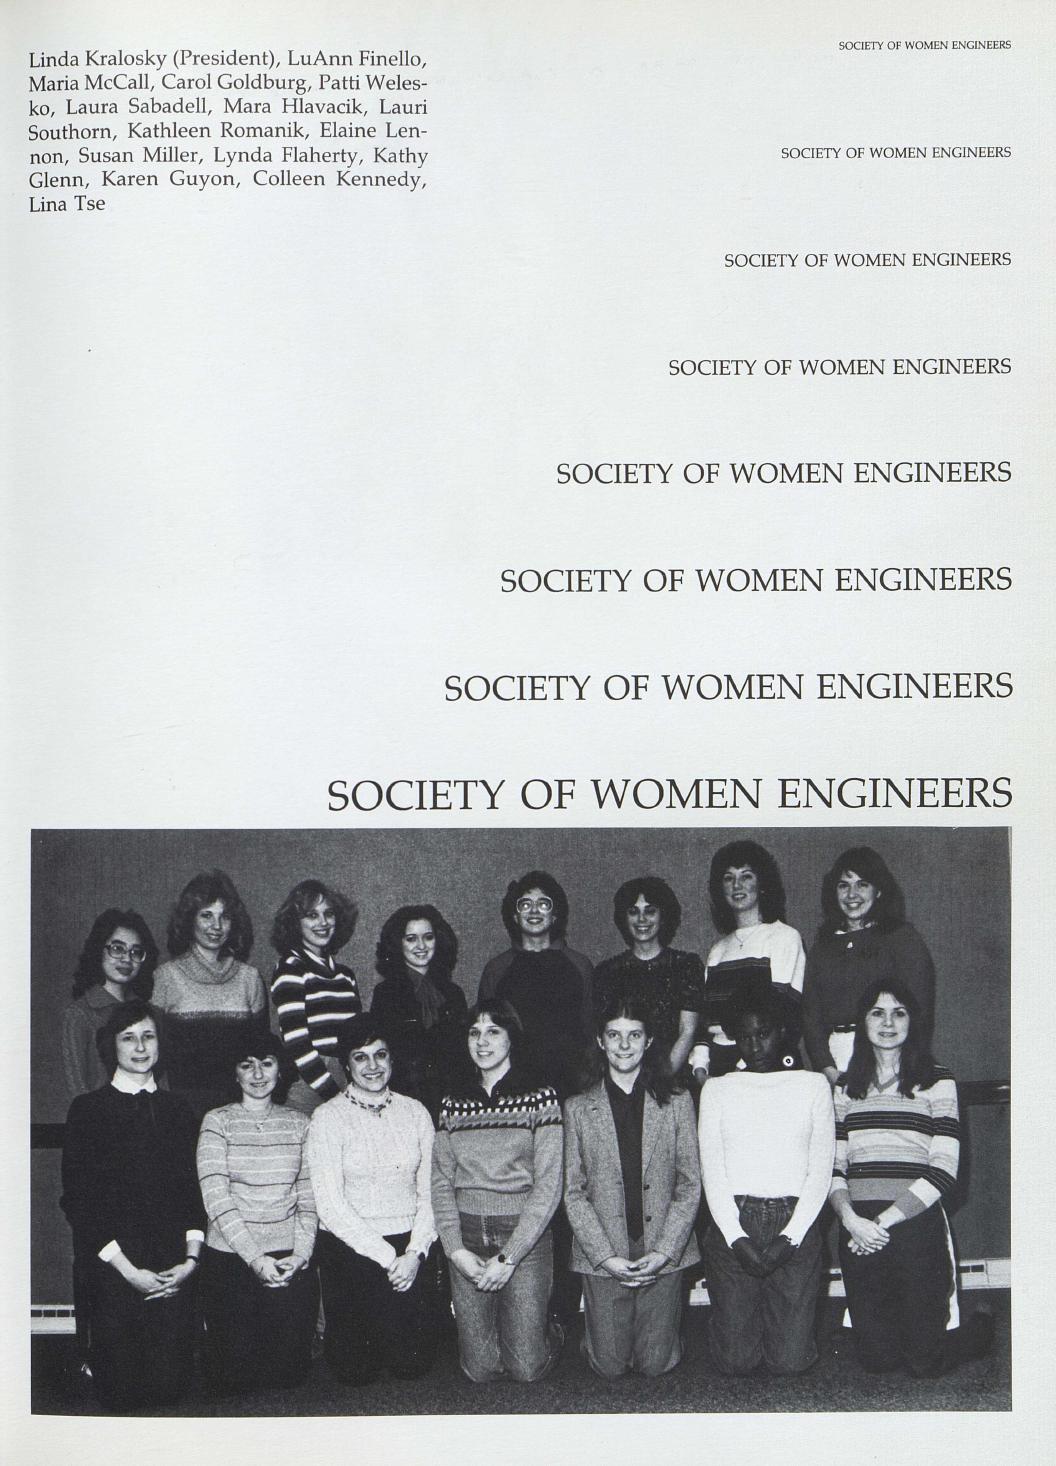 Linda Kralosky (President), LuAnn Finello,
Maria McCall, Carol Goldburg, Patti Weles-
ko, Laura Sabadell, Mara Hlavacik, Lauri
Southorn, Kathleen Romanik, Elaine Len-
non, Susan Miller, Lynda Flaherty, Kathy
Glenn, Karen Guyon, Colleen Kennedy,
Lina Tse
SOCIETY OF WOMEN ENGINEERS
SOCIETY OF WOMEN ENGINEERS
SOCIETY OF WOMEN ENGINEERS
SOCIETY OF WOMEN ENGINEERS
SOCIETY OF WOMEN ENGINEERS
SOCIETY OF WOMEN ENGINEERS
SOCIETY OF WOMEN ENGINEERS
SOCIETY OF WOMEN ENGINEERS